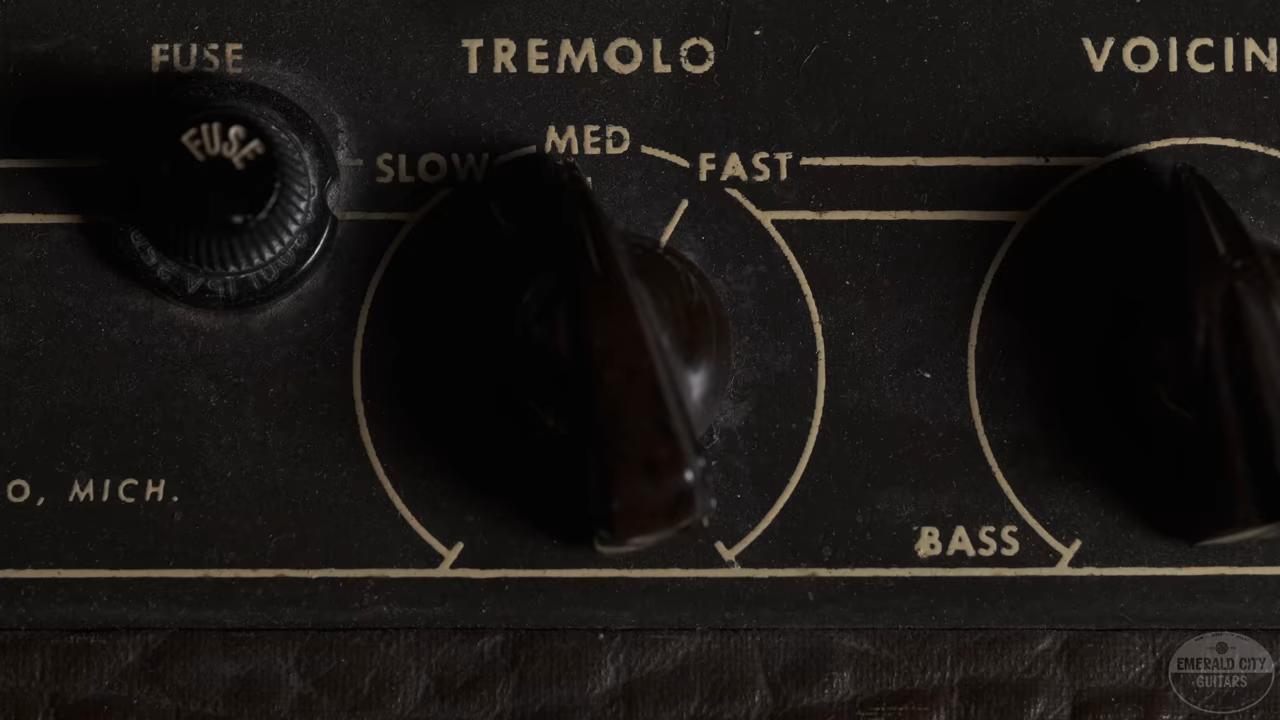 FUSE
TREMOLO
VOICIN
FUSE
SLOW MED FAST
O, MICH.
BASS
EMERALD CITY
GUITARS